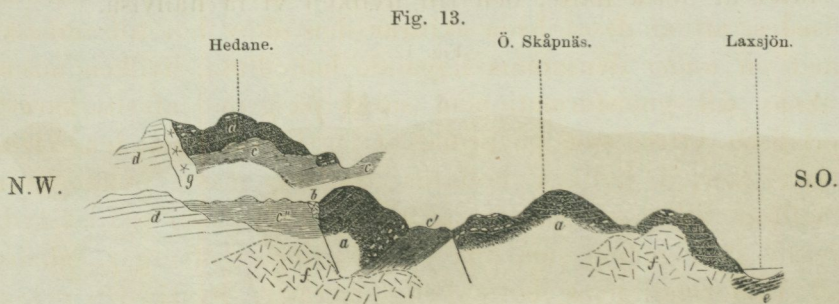 Fig. 13.
Hedane. Ö. Skåpnäs. Laxsjön.
d a c c
g
N.W. S.O.
d c" b a c' a
f f
c